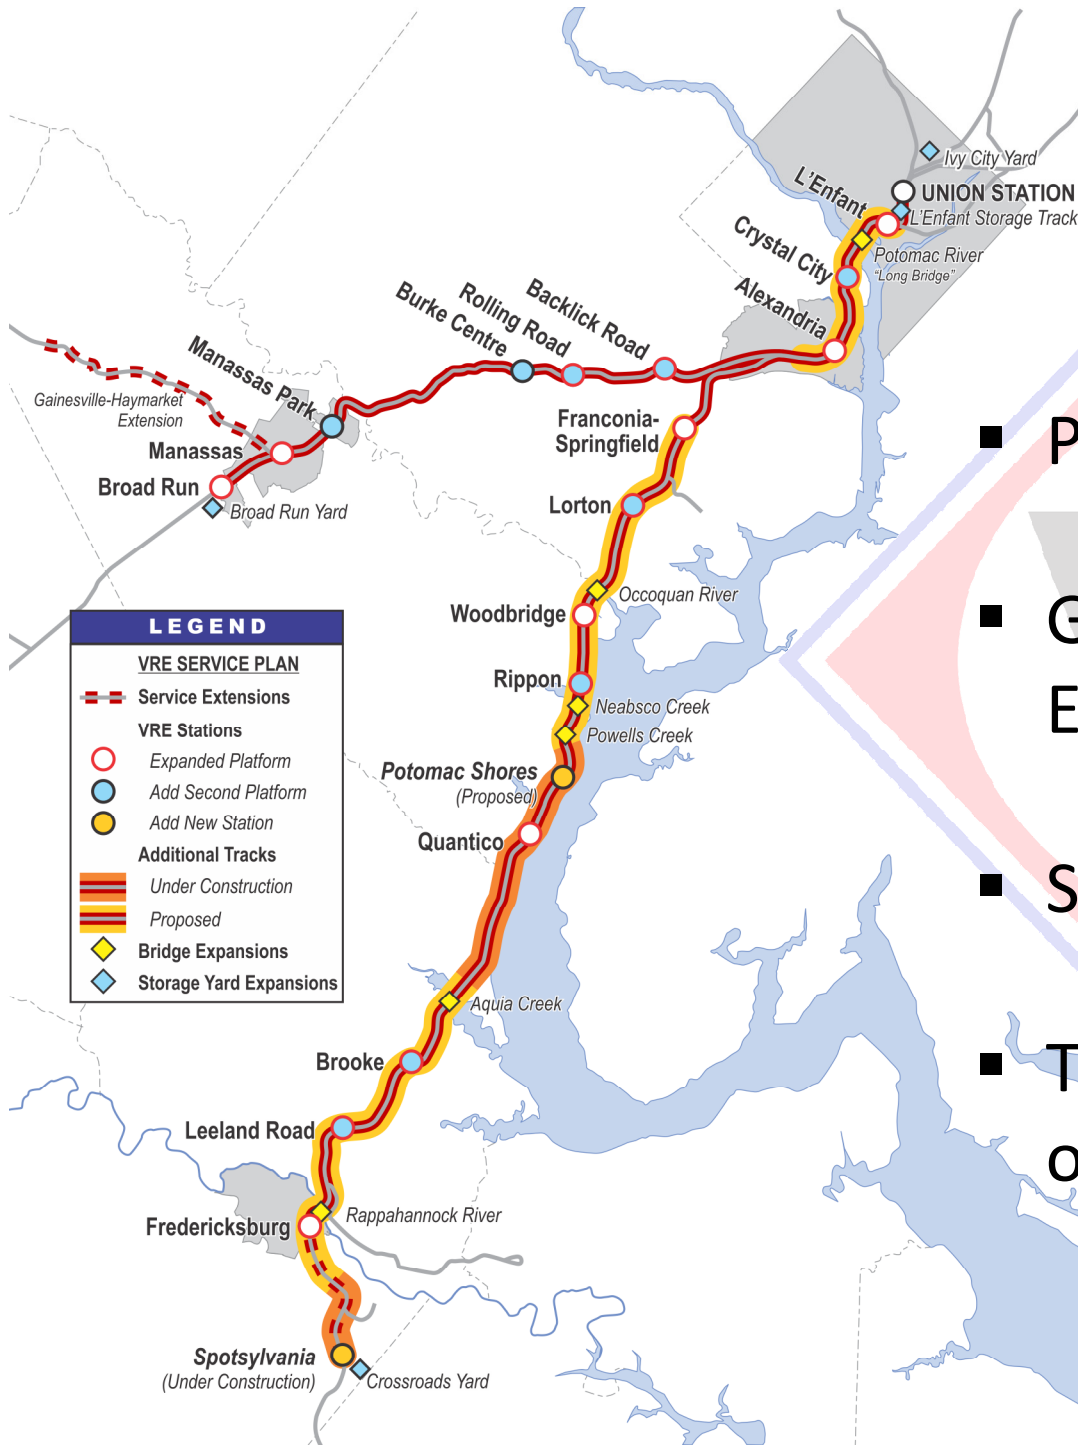 Ivy City Yard
UNION STATION
L'Enfant
L'Enfant Storage Track
Potomac River
"Long Bridge"
Crystal City
Alexandria
Backlick Road
Rolling Road
Burke Centre
Manassas Park
Gainesville-Haymarket
Extension
Manassas
Broad Run
Broad Run Yard
Franconia-
Springfield
Lorton
Occoquan River
Woodbridge
Rippon
Neabsco Creek
Powells Creek
Potomac Shores
(Proposed)
Quantico
Aquia Creek
Brooke
Leeland Road
Rappahannock River
Fredericksburg
Spotsylvania
(Under Construction)
Crossroads Yard
LEGEND
VRE SERVICE PLAN
Service Extensions
VRE Stations
Expanded Platform
Add Second Platform
Add New Station
Additional Tracks
Under Construction
Proposed
Bridge Expansions
Storage Yard Expansions
▪ P
▪ G
E
▪ S
▪ T
o